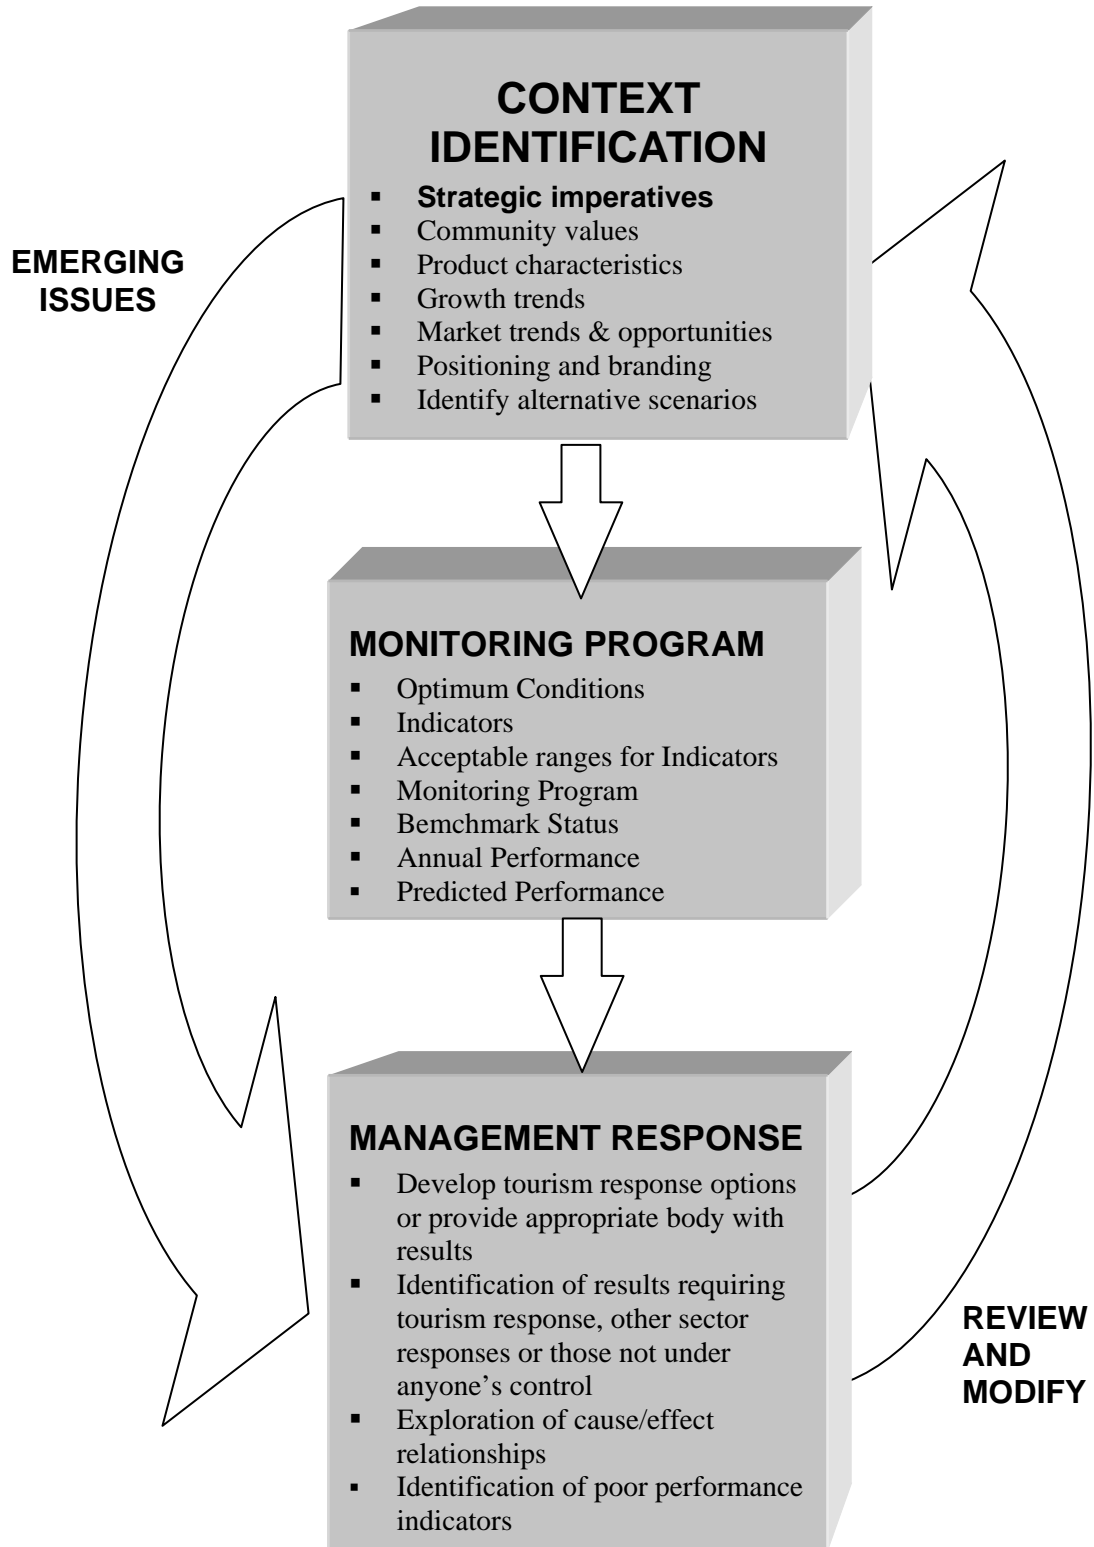 CONTEXT
IDENTIFICATION
▪ Strategic imperatives
▪ Community values
▪ Product characteristics
▪ Growth trends
▪ Market trends & opportunities
▪ Positioning and branding
▪ Identify alternative scenarios
EMERGING
ISSUES
MONITORING PROGRAM
▪ Optimum Conditions
▪ Indicators
▪ Acceptable ranges for Indicators
▪ Monitoring Program
▪ Bemchmark Status
▪ Annual Performance
▪ Predicted Performance
MANAGEMENT RESPONSE
▪ Develop tourism response options
or provide appropriate body with
results
▪ Identification of results requiring
tourism response, other sector
responses or those not under
anyone’s control
▪ Exploration of cause/effect
relationships
▪ Identification of poor performance
indicators
REVIEW
AND
MODIFY